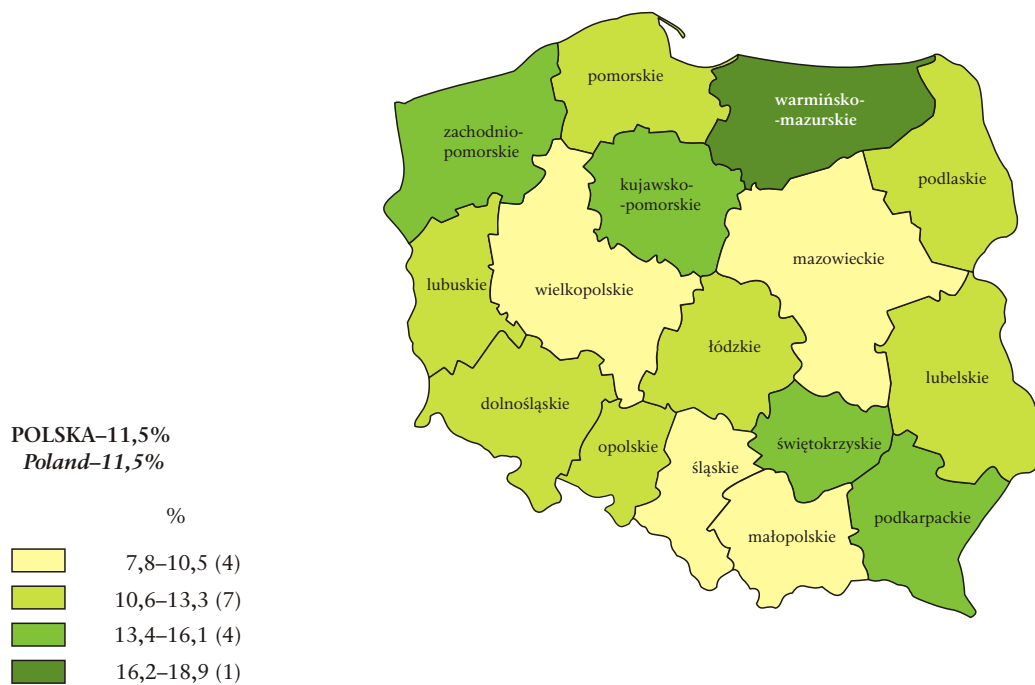 pomorskie
warmińsko-
-mazurskie
zachodnio-
pomorskie
kujawsko-
-pomorskie
podlaskie
mazowieckie
lubuskie
wielkopolskie
łódzkie
lubelskie
dolnośląskie
opolskie
śląskie
świętokrzyskie
podkarpackie
małopolskie
POLSKA–11,5%
Poland–11,5%
%
7,8–10,5 (4)
10,6–13,3 (7)
13,4–16,1 (4)
16,2–18,9 (1)